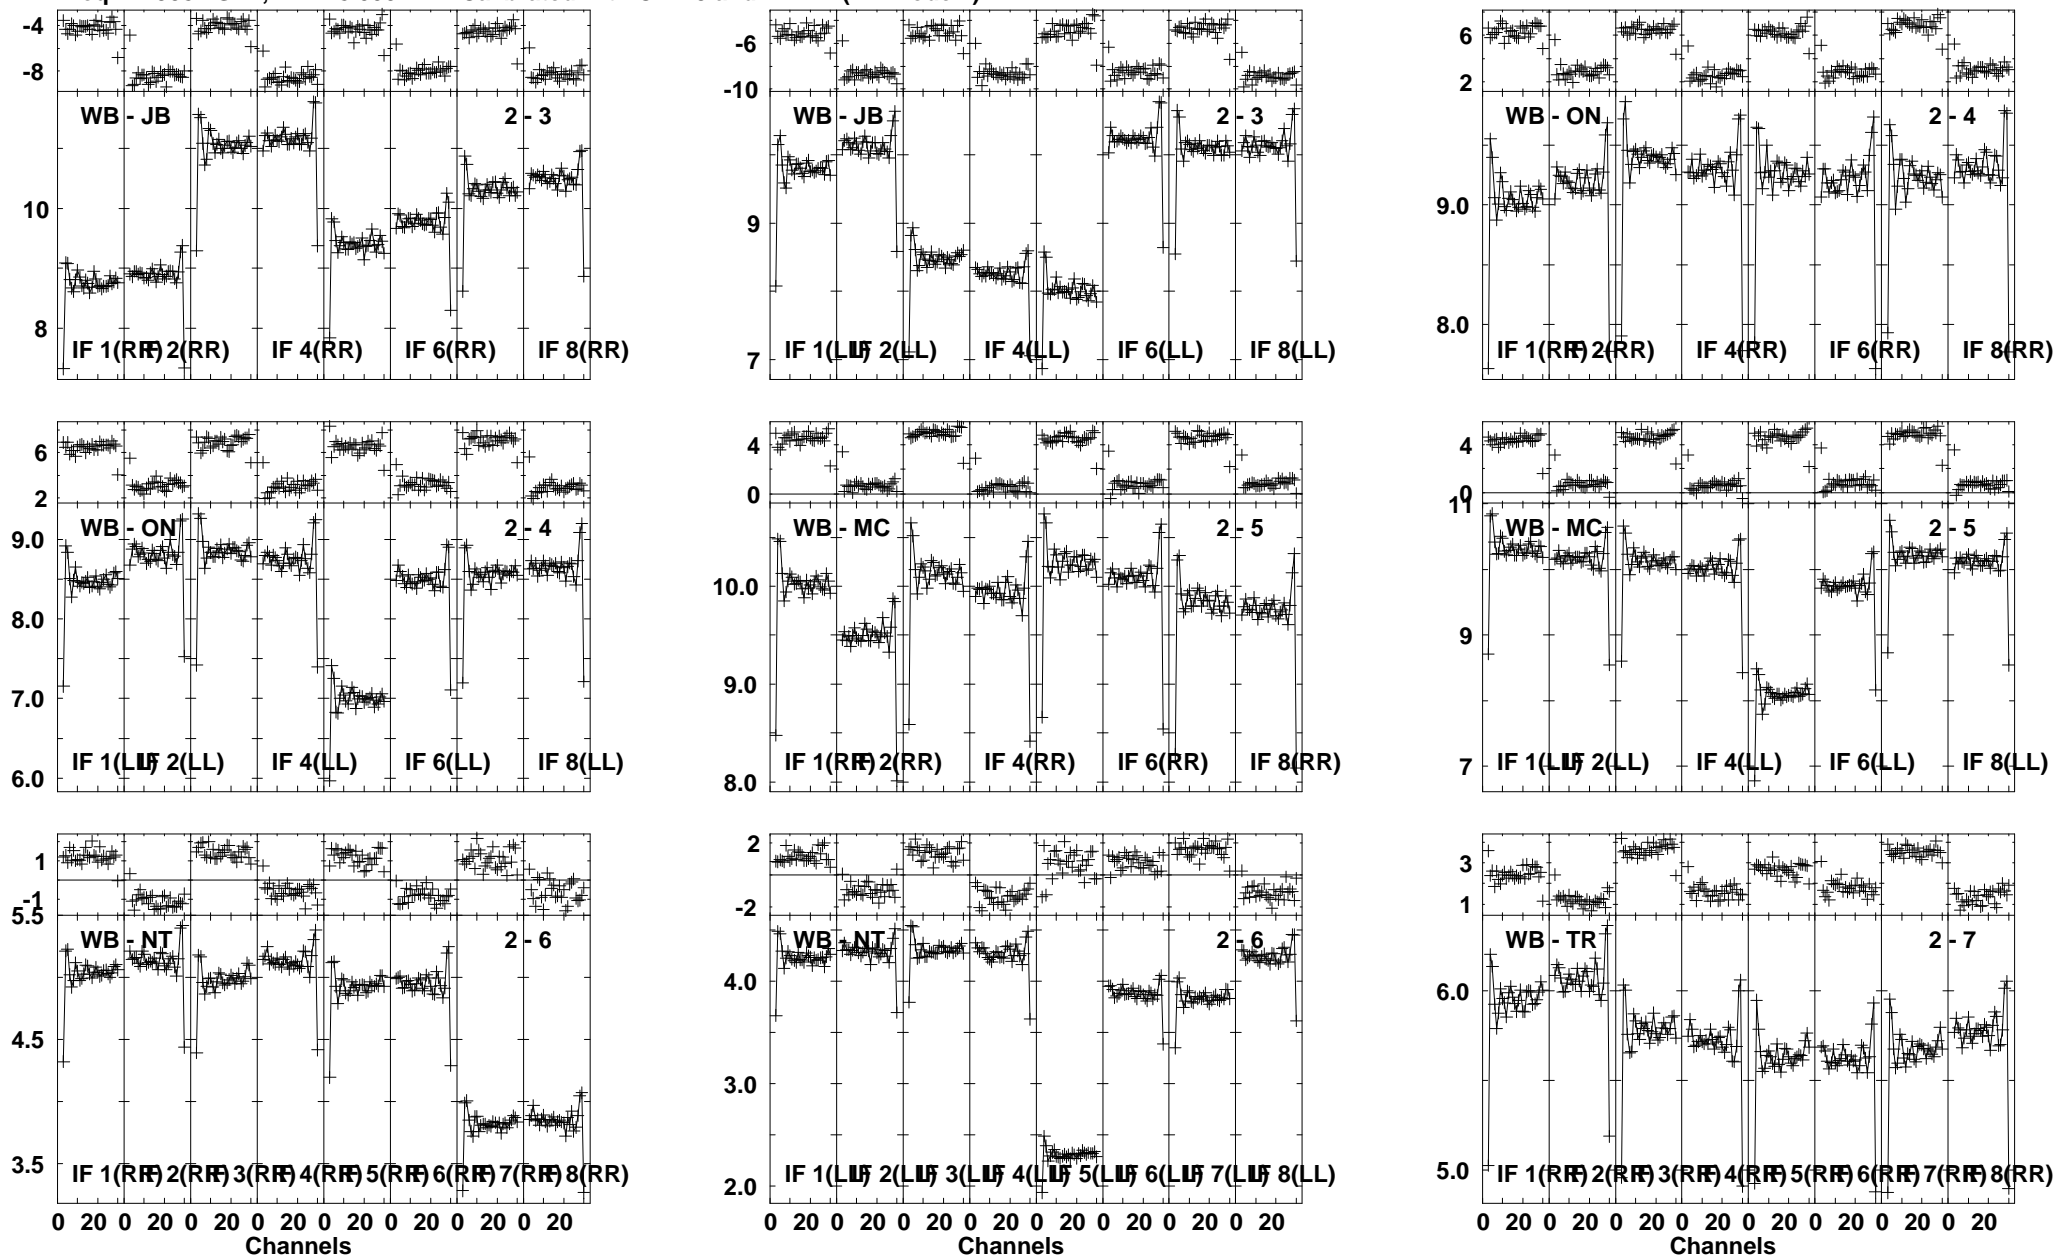 -4
-8
WB - JB
2 - 3
10
8
IF 1(RR)
IF 2(RR)
IF 4(RR)
IF 6(RR)
IF 8(RR)
-6
-10
WB - JB
2 - 3
9
7
IF 1(LL)
IF 2(LL)
IF 4(LL)
IF 6(LL)
IF 8(LL)
6
2
WB - ON
2 - 4
9.0
8.0
IF 1(RR)
IF 2(RR)
IF 4(RR)
IF 6(RR)
IF 8(RR)
6
2
WB - ON
2 - 4
9.0
8.0
7.0
6.0
IF 1(LL)
IF 2(LL)
IF 4(LL)
IF 6(LL)
IF 8(LL)
4
0
WB - MC
2 - 5
10.0
9.0
8.0
IF 1(RR)
IF 2(RR)
IF 4(RR)
IF 6(RR)
IF 8(RR)
4
0
11
WB - MC
2 - 5
9
7
IF 1(LL)
IF 2(LL)
IF 4(LL)
IF 6(LL)
IF 8(LL)
1
-1
5.5
WB - NT
2 - 6
4.5
3.5
IF 1(RR)
IF 2(RR)
IF 3(RR)
IF 4(RR)
IF 5(RR)
IF 6(RR)
IF 7(RR)
IF 8(RR)
0 20 0 20 0 20 0 20 0 20 0 20 0 20 0 20
Channels
2
-2
WB - NT
2 - 6
4.0
3.0
2.0
IF 1(LL)
IF 2(LL)
IF 3(LL)
IF 4(LL)
IF 5(LL)
IF 6(LL)
IF 7(LL)
IF 8(LL)
0 20 0 20 0 20 0 20 0 20 0 20 0 20 0 20
Channels
3
1
WB - TR
2 - 7
6.0
5.0
IF 1(RR)
IF 2(RR)
IF 3(RR)
IF 4(RR)
IF 5(RR)
IF 6(RR)
IF 7(RR)
IF 8(RR)
0 20 0 20 0 20 0 20 0 20 0 20 0 20 0 20
Channels